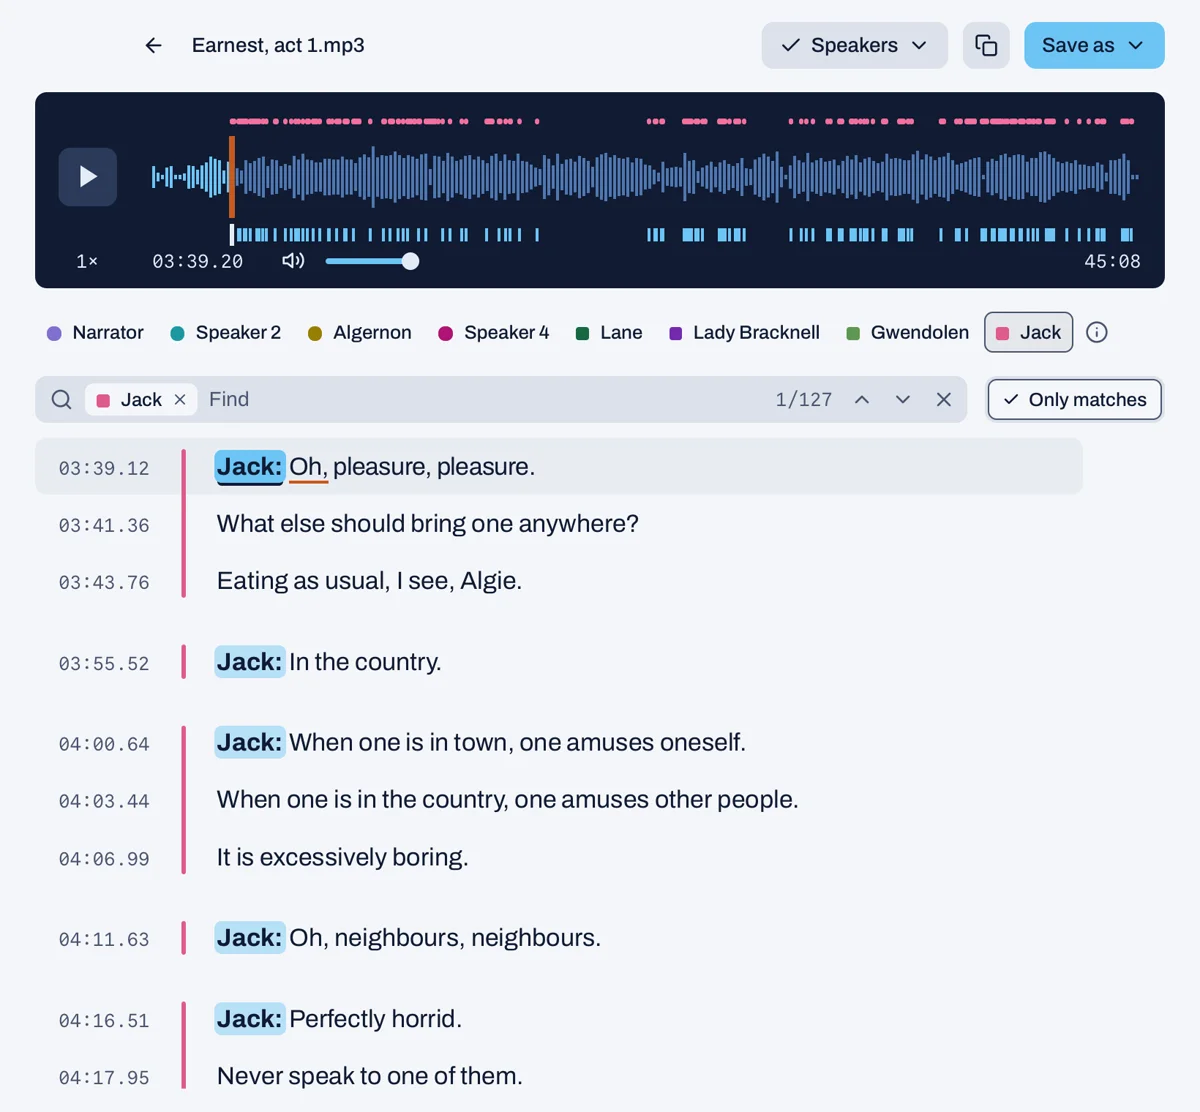 Earnest, act 1.mp3
Speakers
Save as
1×
03:39.20
45:08
Narrator
Speaker 2
Algernon
Speaker 4
Lane
Lady Bracknell
Gwendolen
Jack
Jack
Find
1/127
Only matches
03:39.12 Jack: Oh, pleasure, pleasure.
03:41.36 What else should bring one anywhere?
03:43.76 Eating as usual, I see, Algie.
03:55.52 Jack: In the country.
04:00.64 Jack: When one is in town, one amuses oneself.
04:03.44 When one is in the country, one amuses other people.
04:06.99 It is excessively boring.
04:11.63 Jack: Oh, neighbours, neighbours.
04:16.51 Jack: Perfectly horrid.
04:17.95 Never speak to one of them.